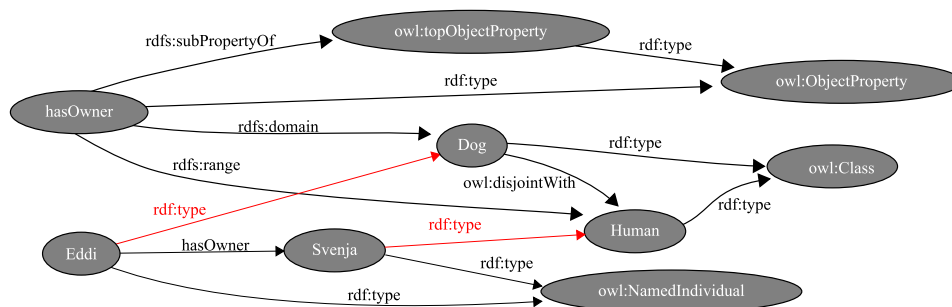 owl:topObjectProperty
rdfs:subPropertyOf
rdf:type
owl:ObjectProperty
rdf:type
hasOwner
rdfs:domain
Dog
rdf:type
rdfs:range
owl:Class
owl:disjointWith
rdf:type
rdf:type
rdf:type
Human
Eddi
hasOwner
Svenja
rdf:type
owl:NamedIndividual
rdf:type